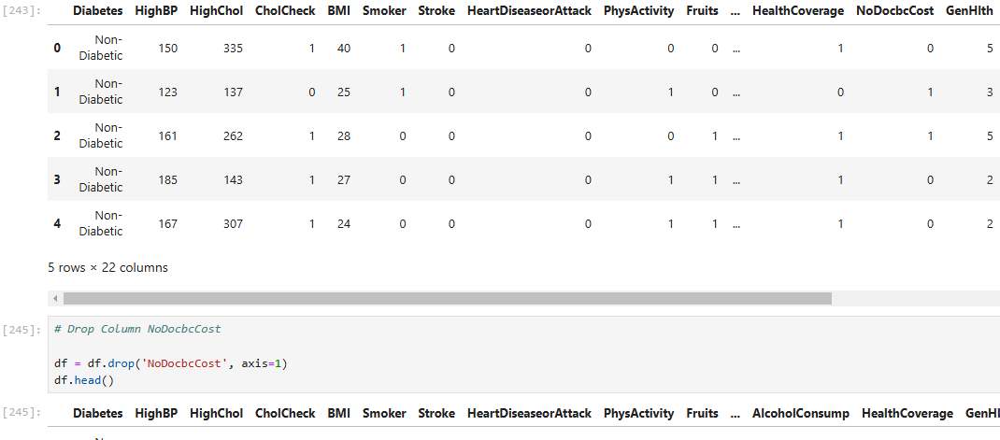 [243]: Diabetes HighBP HighChol CholCheck BMI Smoker Stroke HeartDiseaseorAttack PhysActivity Fruits ... HealthCoverage NoDocbcCost GenHlth
0 Non-Diabetic 150 335 1 40 1 0 0 0 0 ... 1 0 5
1 Non-Diabetic 123 137 0 25 1 0 0 1 0 ... 0 1 3
2 Non-Diabetic 161 262 1 28 0 0 0 0 1 ... 1 1 5
3 Non-Diabetic 185 143 1 27 0 0 0 1 1 ... 1 0 2
4 Non-Diabetic 167 307 1 24 0 0 0 1 1 ... 1 0 2
5 rows × 22 columns
[245]: # Drop Column NoDocbcCost
df = df.drop('NoDocbcCost', axis=1)
df.head()
[245]: Diabetes HighBP HighChol CholCheck BMI Smoker Stroke HeartDiseaseorAttack PhysActivity Fruits ... AlcoholConsump HealthCoverage